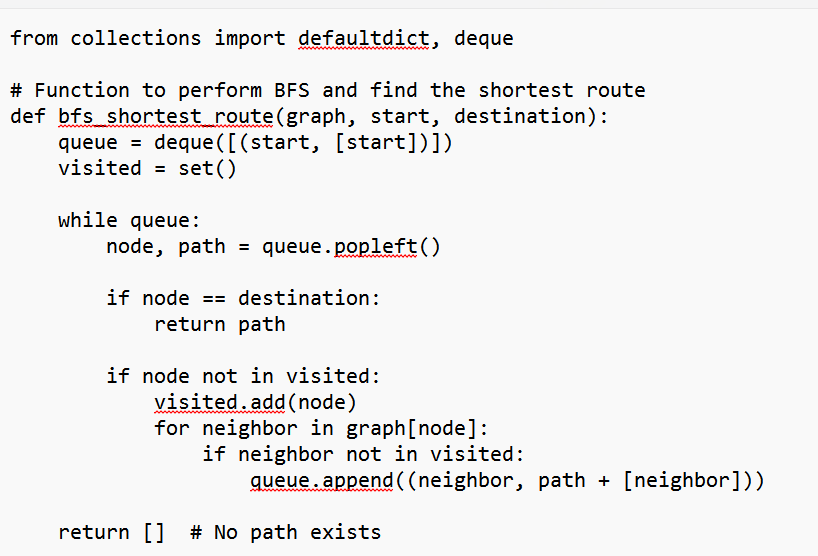 from collections import defaultdict, deque

# Function to perform BFS and find the shortest route
def bfs_shortest_route(graph, start, destination):
    queue = deque([(start, [start])])
    visited = set()

    while queue:
        node, path = queue.popleft()

        if node == destination:
            return path

        if node not in visited:
            visited.add(node)
            for neighbor in graph[node]:
                if neighbor not in visited:
                    queue.append((neighbor, path + [neighbor]))

    return []  # No path exists